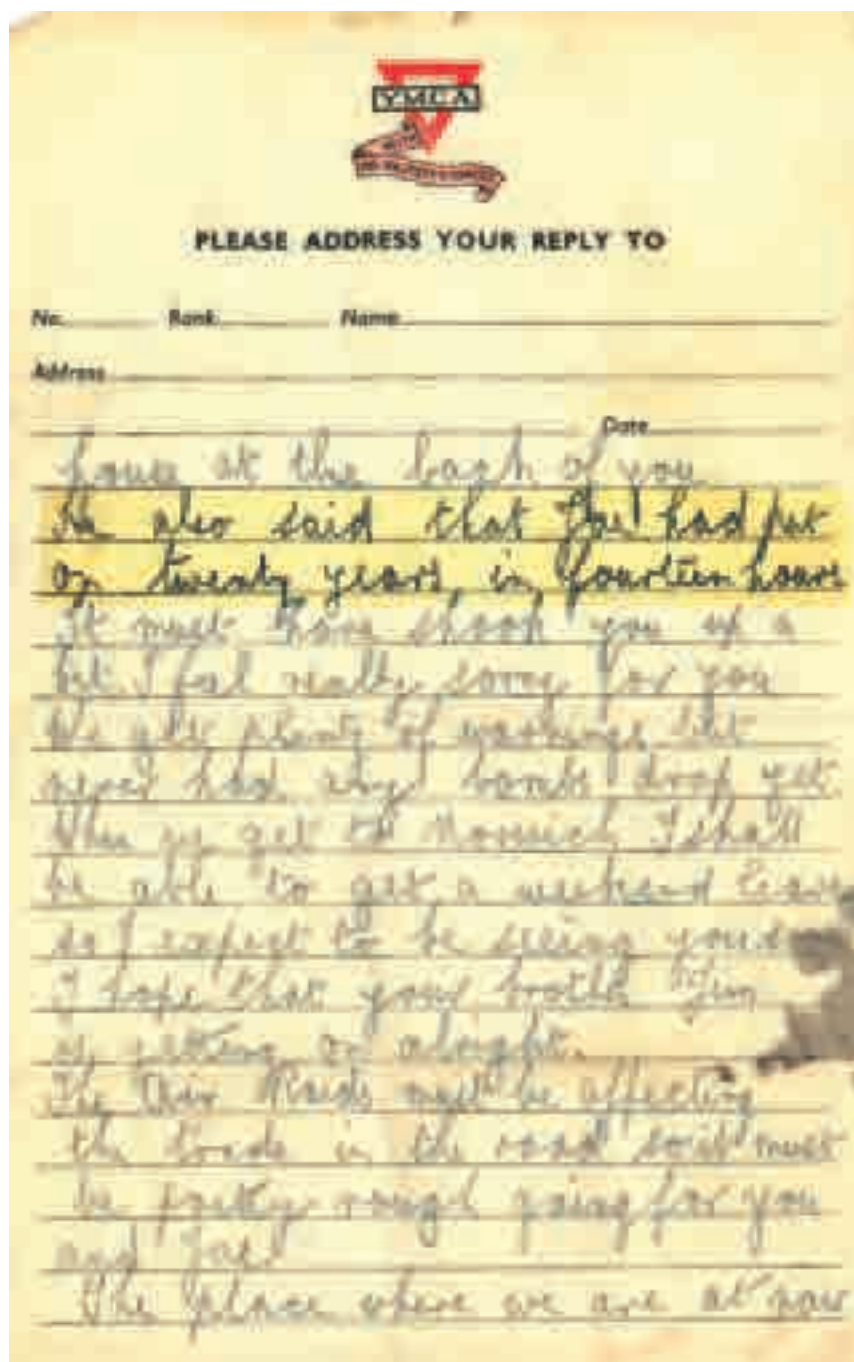 YMCA
WITH
HIS MAJESTY'S FORCES
PLEASE ADDRESS YOUR REPLY TO
No. Rank Name
Address
Date
house at the back of you
He also said that Joe had put
on twenty years in fourteen hours
It must have shook you up a
bit I feel really sorry for you
We get plenty of warnings but
never had any bombs drop yet.
When we get to Norwich I shall
be able to get a weekend leave
so I expect to be seeing you
I hope that your brother Jim
is getting on alright.
The Air Raids must be affecting
the trade in the road so it must
be pretty rough going for you
and Joe.
The place where we are at now